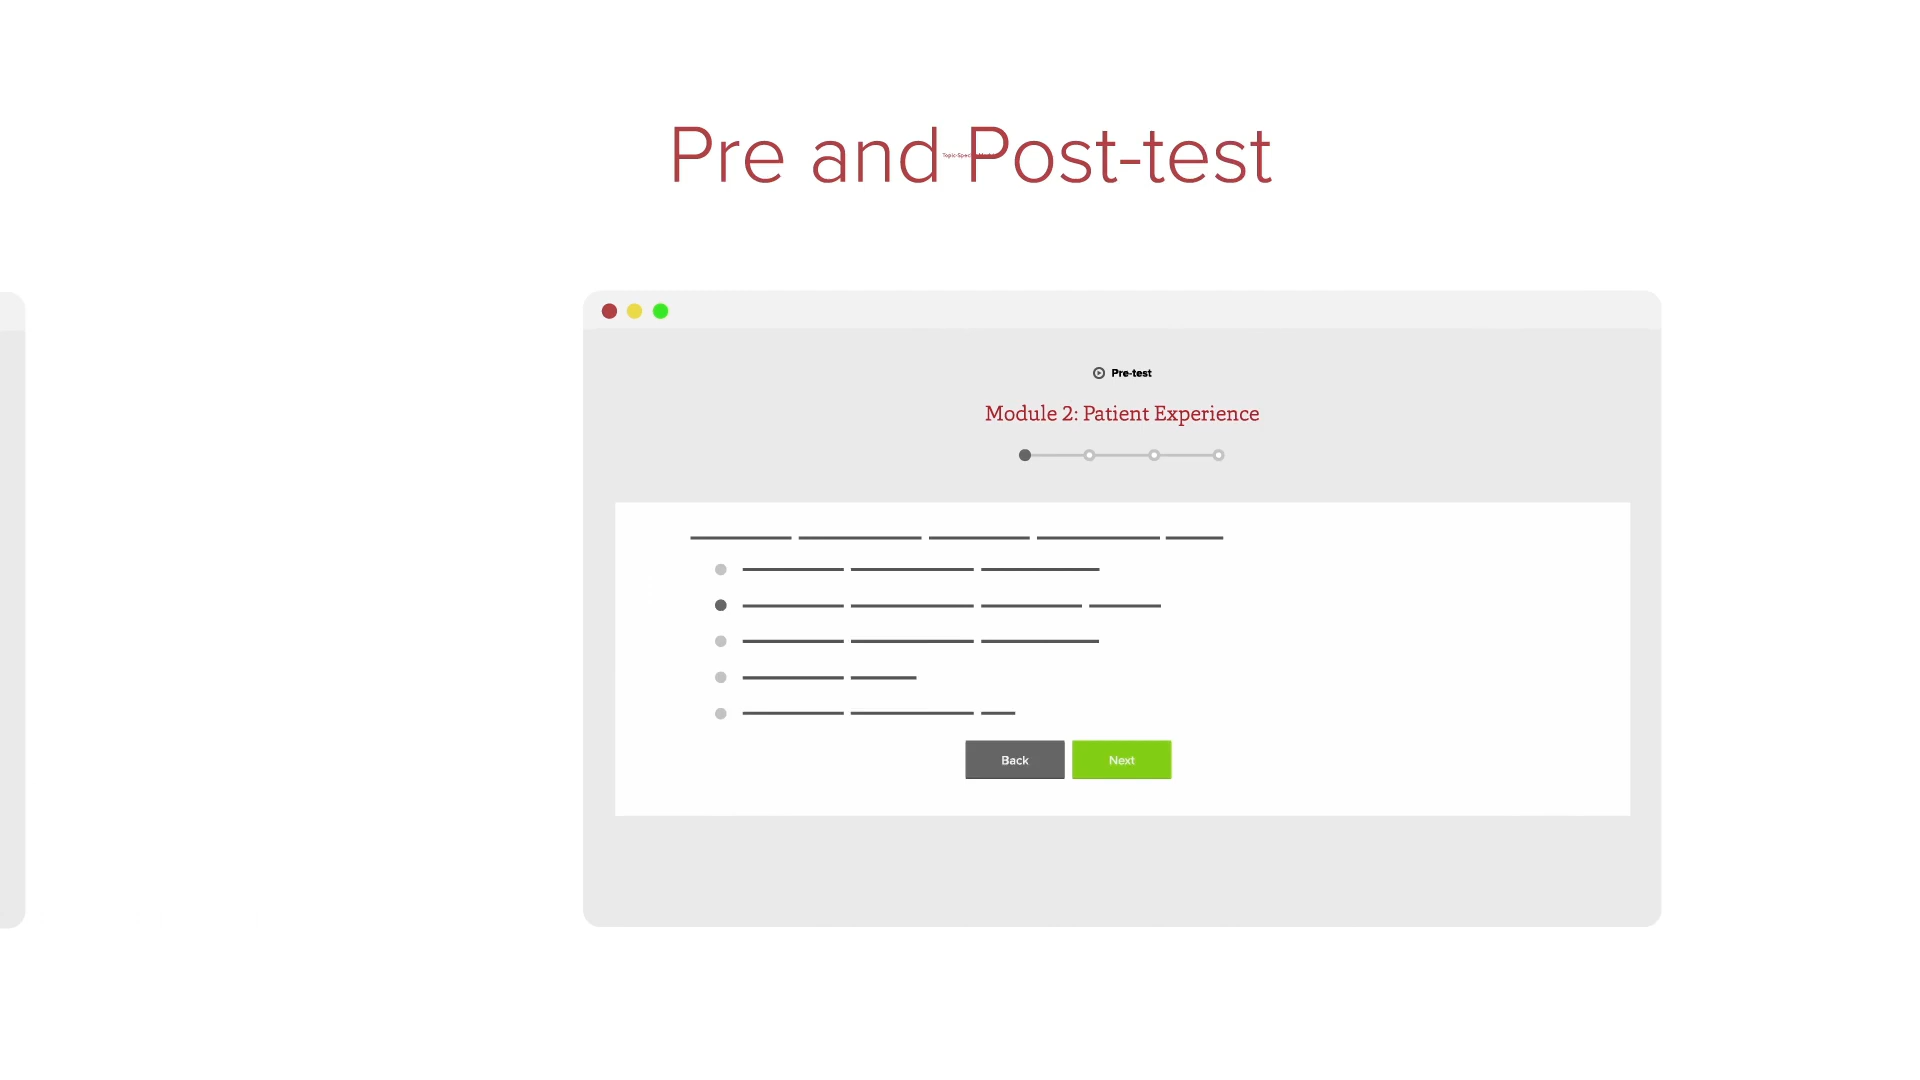 Pre and Post-test
Pre-test
Module 2: Patient Experience
Back
Next